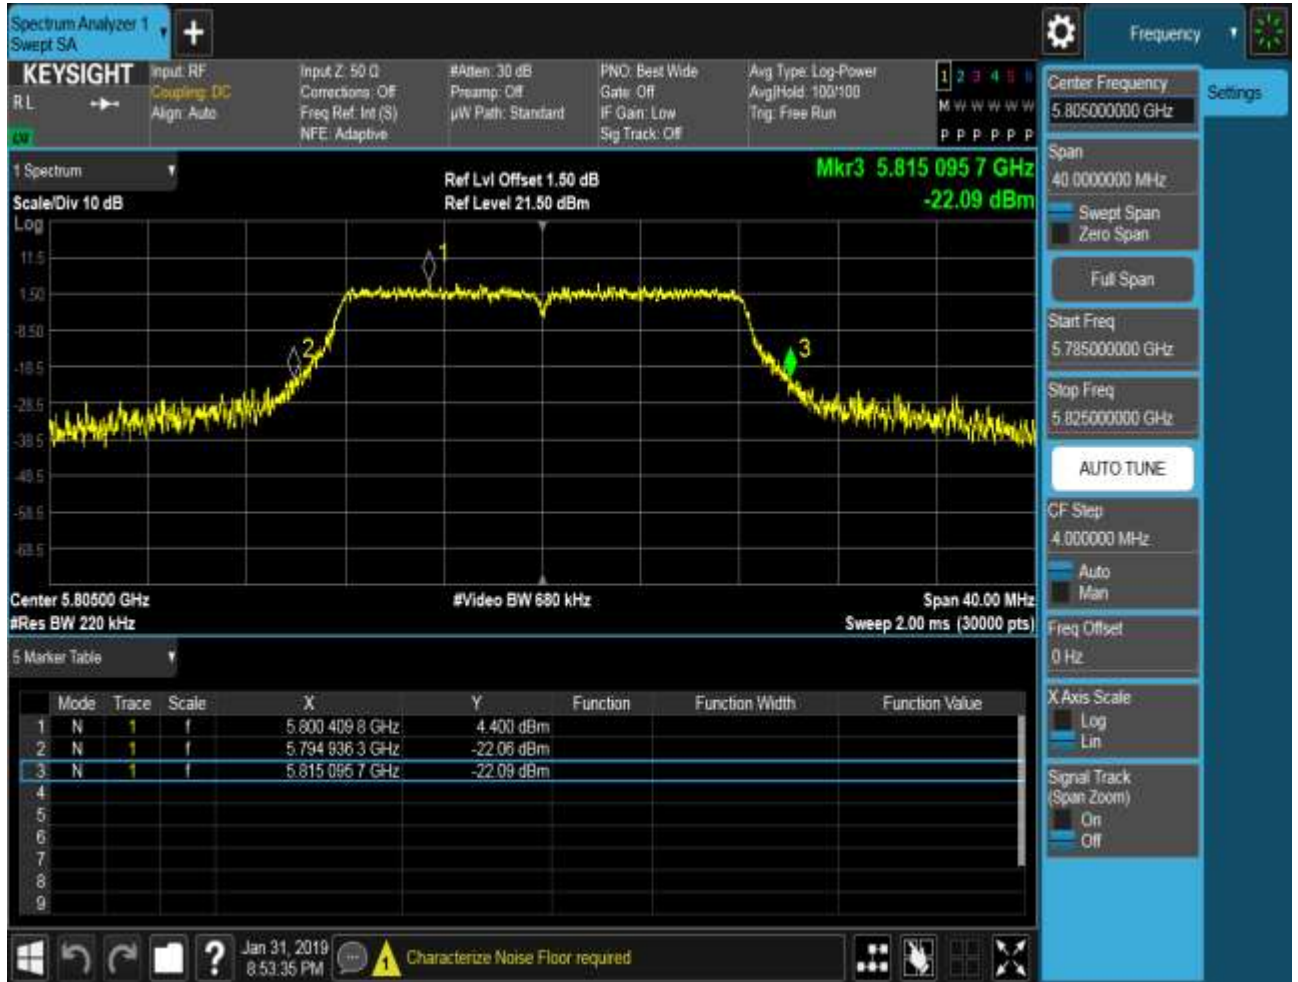 Spectrum Analyzer 1
Swept SA
+
Frequency
KEYSIGHT
R L
Input: RF
Coupling: DC
Align: Auto
Input Z: 50 Ω
Corrections: Off
Freq Ref: Int (S)
NFE: Adaptive
#Atten: 30 dB
Preamp: Off
µW Path: Standard
PNO: Best Wide
Gate: Off
IF Gain: Low
Sig Track: Off
Avg Type: Log-Power
Avg|Hold: 100/100
Trig: Free Run
1 2 3 4 5 6
M W W W W W
P P P P P P
1 Spectrum
Scale/Div 10 dB
Ref Lvl Offset 1.50 dB
Ref Level 21.50 dBm
Mkr3 5.815 095 7 GHz
-22.09 dBm
Log
11.5
1.50
-8.50
-18.5
-28.5
-38.5
-48.5
-58.5
-68.5
1
2
3
Center 5.80500 GHz
#Res BW 220 kHz
#Video BW 680 kHz
Span 40.00 MHz
Sweep 2.00 ms (30000 pts)
5 Marker Table
Mode Trace Scale X Y Function Function Width Function Value
1 N 1 f 5.800 409 8 GHz 4.400 dBm
2 N 1 f 5.794 936 3 GHz -22.06 dBm
3 N 1 f 5.815 095 7 GHz -22.09 dBm
4
5
6
7
8
9
Center Frequency
5.805000000 GHz
Settings
Span
40.0000000 MHz
Swept Span
Zero Span
Full Span
Start Freq
5.785000000 GHz
Stop Freq
5.825000000 GHz
AUTO TUNE
CF Step
4.000000 MHz
Auto
Man
Freq Offset
0 Hz
X Axis Scale
Log
Lin
Signal Track
(Span Zoom)
On
Off
?
Jan 31, 2019
8:53:35 PM
1
Characterize Noise Floor required